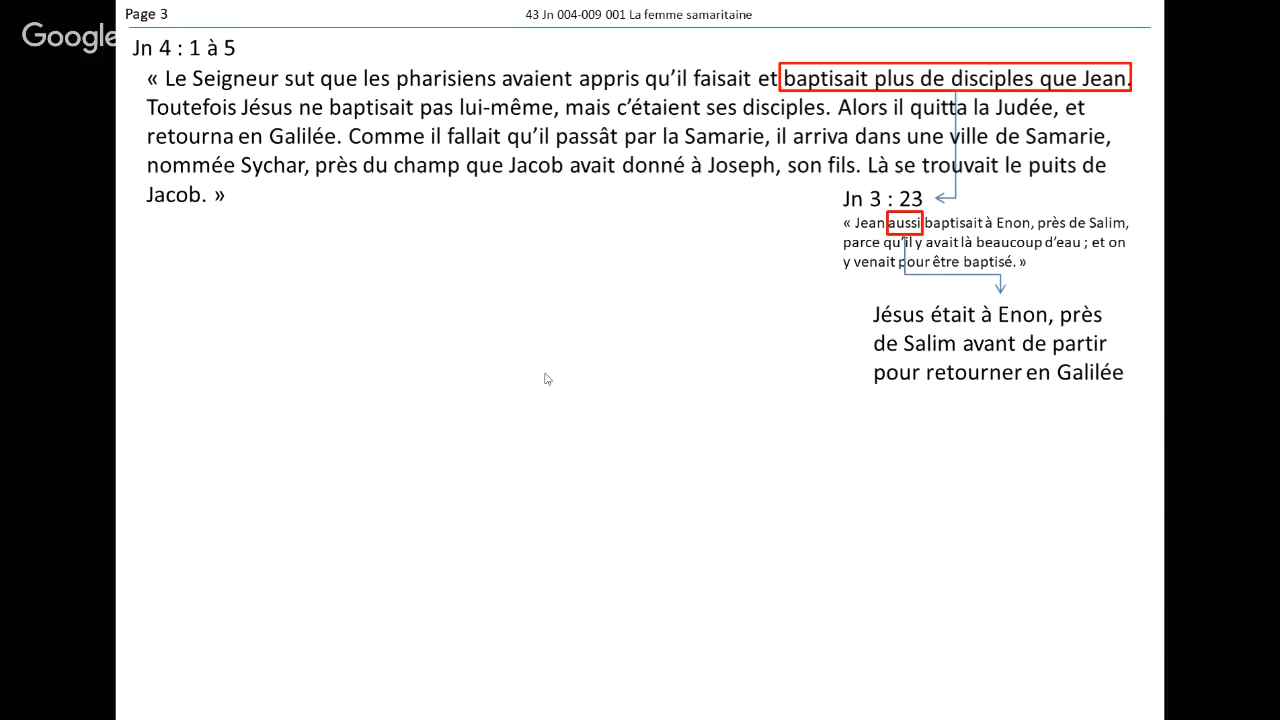 Google
Page 3
43 Jn 004-009 001 La femme samaritaine
Jn 4 : 1 à 5
« Le Seigneur sut que les pharisiens avaient appris qu’il faisait et baptisait plus de disciples que Jean.
Toutefois Jésus ne baptisait pas lui-même, mais c’étaient ses disciples. Alors il quitta la Judée, et
retourna en Galilée. Comme il fallait qu’il passât par la Samarie, il arriva dans une ville de Samarie,
nommée Sychar, près du champ que Jacob avait donné à Joseph, son fils. Là se trouvait le puits de
Jacob. »
Jn 3 : 23
« Jean aussi baptisait à Enon, près de Salim,
parce qu’il y avait là beaucoup d’eau ; et on
y venait pour être baptisé. »
Jésus était à Enon, près
de Salim avant de partir
pour retourner en Galilée